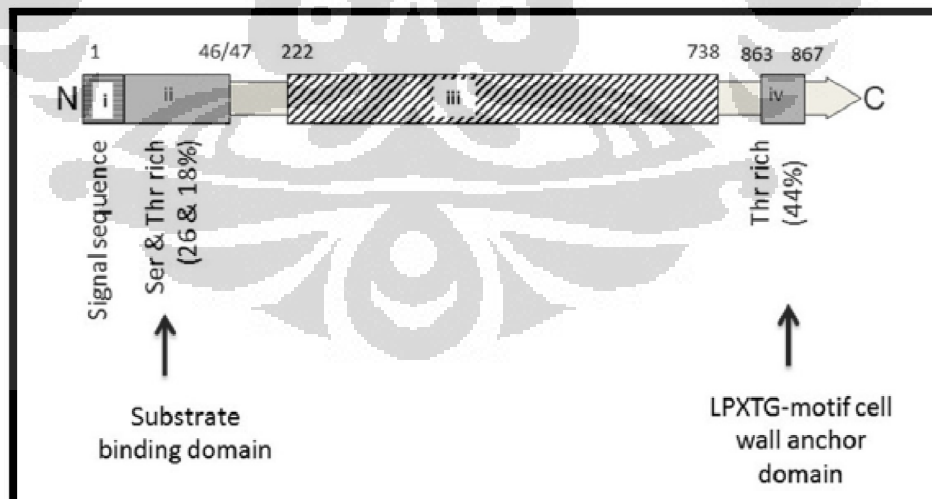 1 46/47 222 738 863 867
N i ii iii iv C
Signal sequence
Ser & Thr rich
(26 & 18%)
Thr rich
(44%)
Substrate
binding domain
LPXTG-motif cell
wall anchor
domain